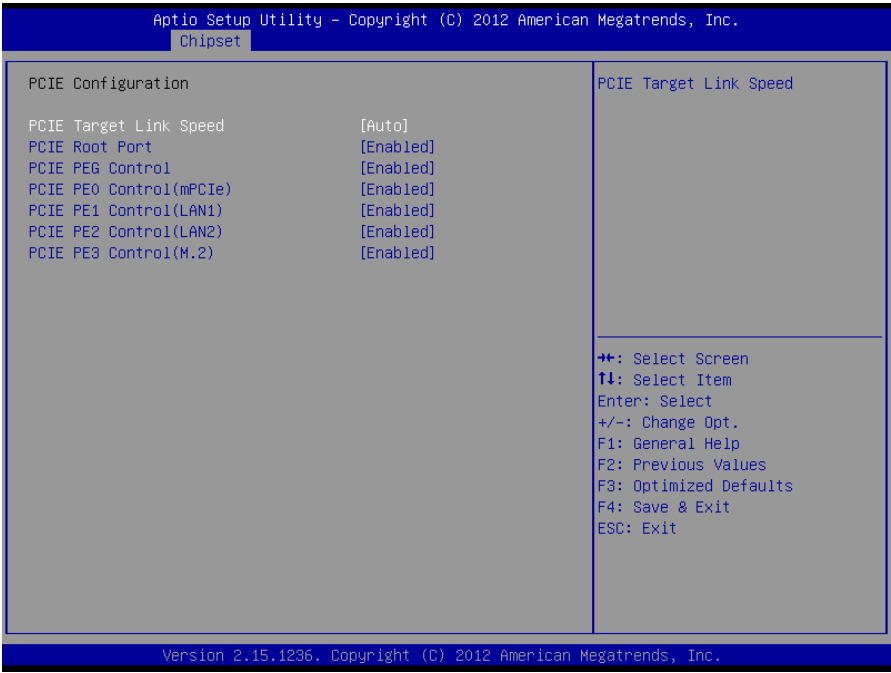 Aptio Setup Utility – Copyright (C) 2012 American Megatrends, Inc.
Chipset
PCIE Configuration
PCIE Target Link Speed [Auto]
PCIE Root Port [Enabled]
PCIE PEG Control [Enabled]
PCIE PE0 Control(mPCIe) [Enabled]
PCIE PE1 Control(LAN1) [Enabled]
PCIE PE2 Control(LAN2) [Enabled]
PCIE PE3 Control(M.2) [Enabled]
PCIE Target Link Speed
→←: Select Screen
↑↓: Select Item
Enter: Select
+/-: Change Opt.
F1: General Help
F2: Previous Values
F3: Optimized Defaults
F4: Save & Exit
ESC: Exit
Version 2.15.1236. Copyright (C) 2012 American Megatrends, Inc.